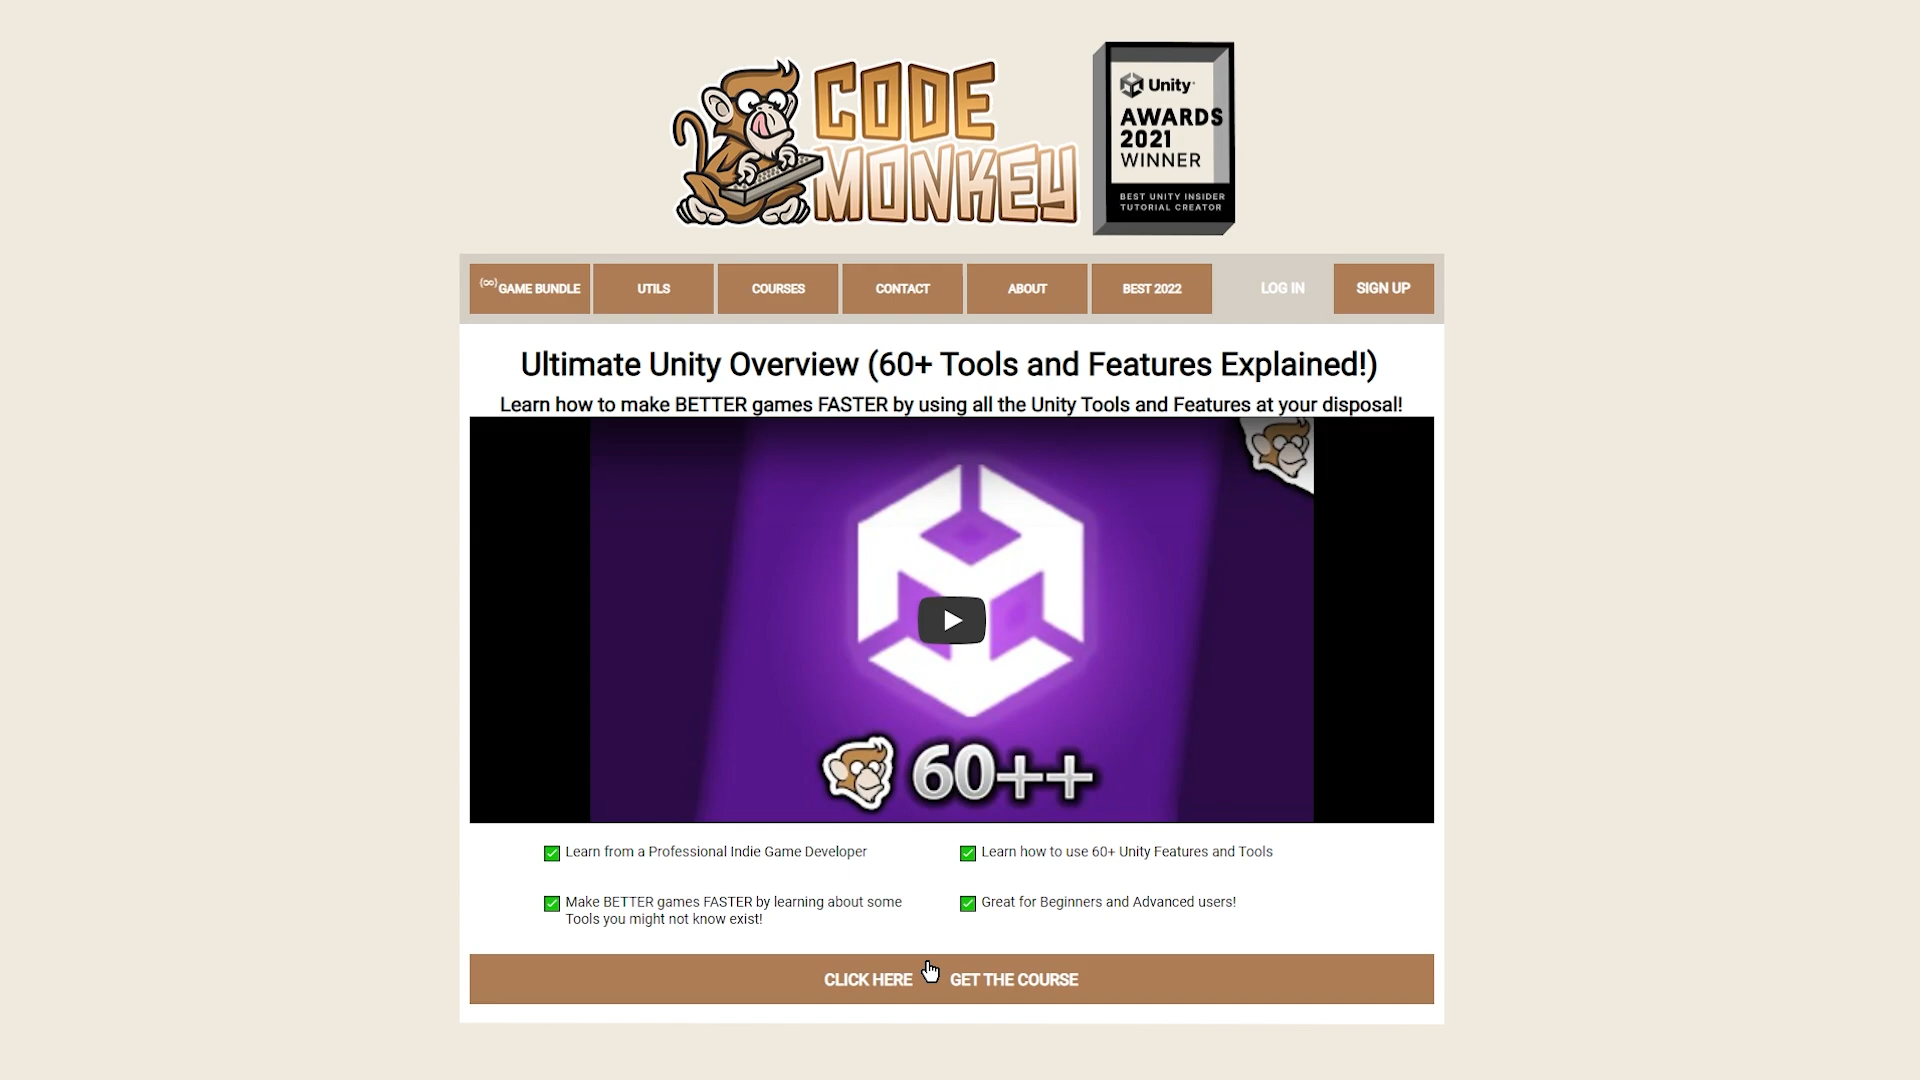 CODE
MONKEY
Unity
AWARDS
2021
WINNER
BEST UNITY INSIDER
TUTORIAL CREATOR
(∞)GAME BUNDLE
UTILS
COURSES
CONTACT
ABOUT
BEST 2022
LOG IN
SIGN UP
Ultimate Unity Overview (60+ Tools and Features Explained!)
Learn how to make BETTER games FASTER by using all the Unity Tools and Features at your disposal!
60++
Learn from a Professional Indie Game Developer
Learn how to use 60+ Unity Features and Tools
Make BETTER games FASTER by learning about some
Tools you might not know exist!
Great for Beginners and Advanced users!
CLICK HERE GET THE COURSE